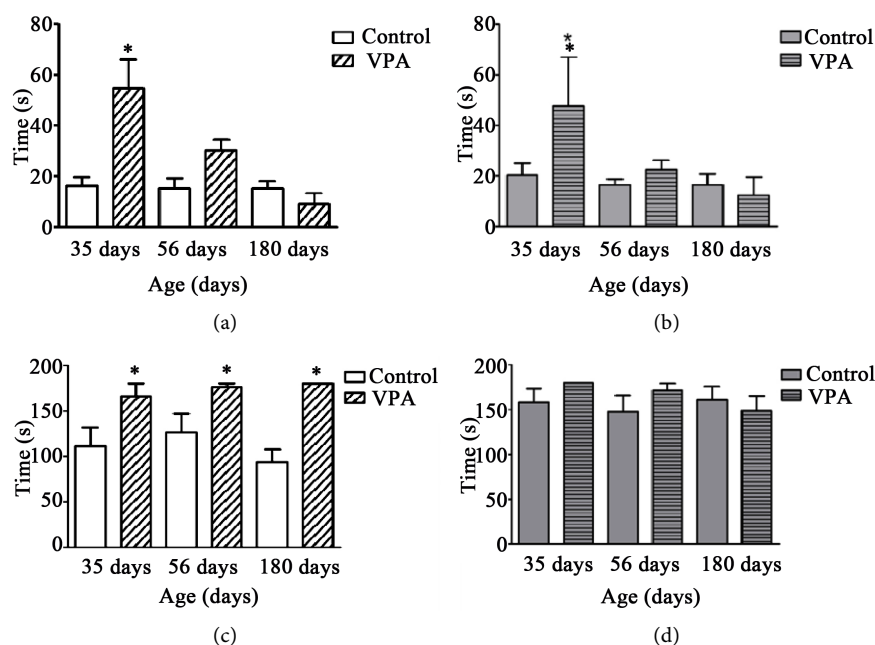 80
60
40
20
0
Time (s)
*
Control
VPA
35 days 56 days 180 days
Age (days)
(a)
80
60
40
20
0
Time (s)
*
*
Control
VPA
35 days 56 days 180 days
Age (days)
(b)
200
150
100
50
0
Time (s)
* * *
Control
VPA
35 days 56 days 180 days
Age (days)
(c)
200
150
100
50
0
Time (s)
Control
VPA
35 days 56 days 180 days
Age (days)
(d)